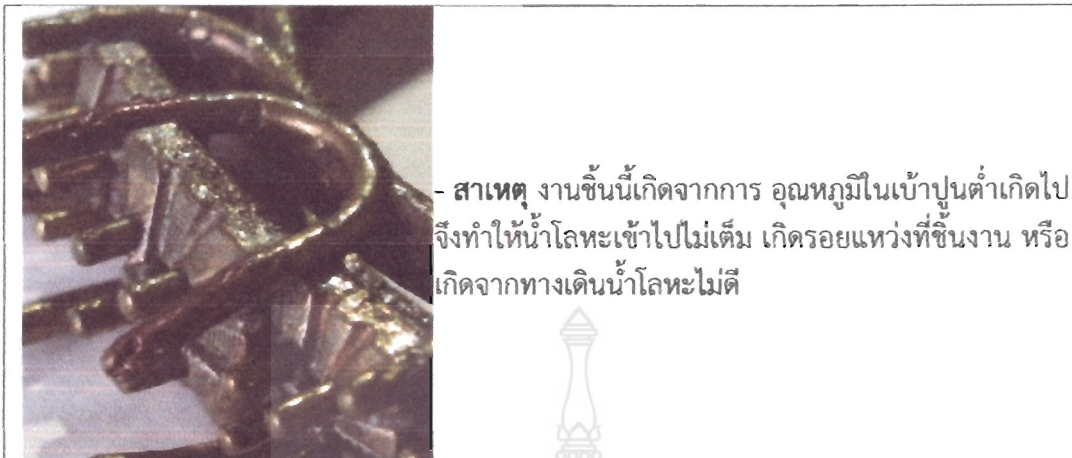 - สาเหตุ งานชิ้นนี้เกิดจากการ อุณหภูมิในเบ้าปูนต่ำเกิดไป
จึงทำให้น้ำโลหะเข้าไปไม่เต็ม เกิดรอยแหว่งที่ชิ้นงาน หรือ
เกิดจากทางเดินน้ำโลหะไม่ดี